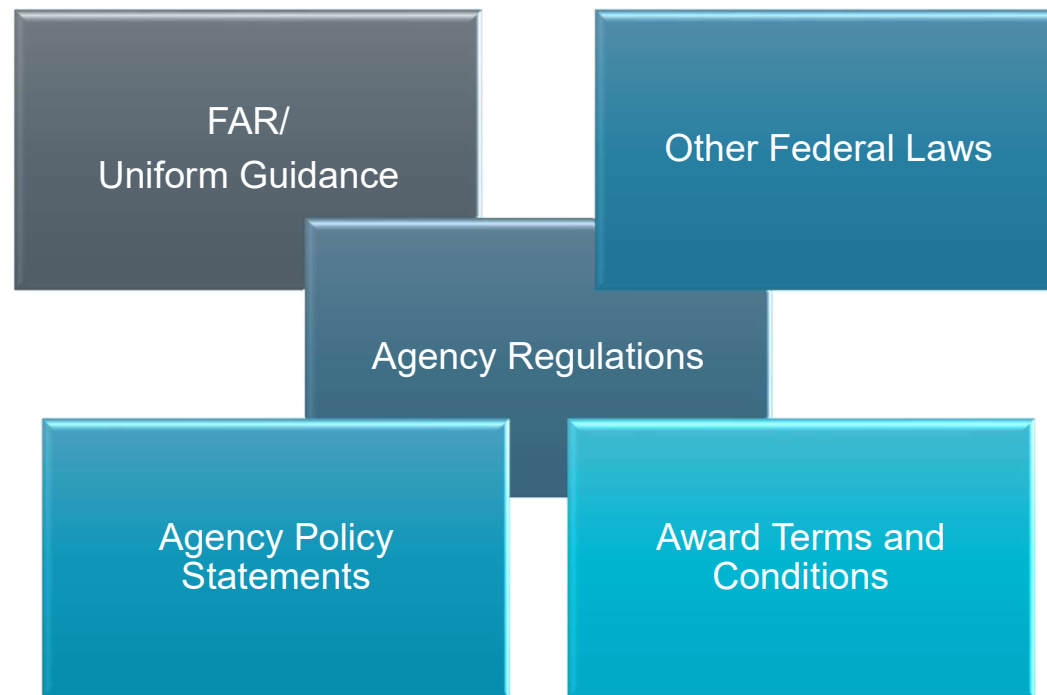 FAR/
Uniform Guidance
Other Federal Laws
Agency Regulations
Agency Policy
Statements
Award Terms and
Conditions